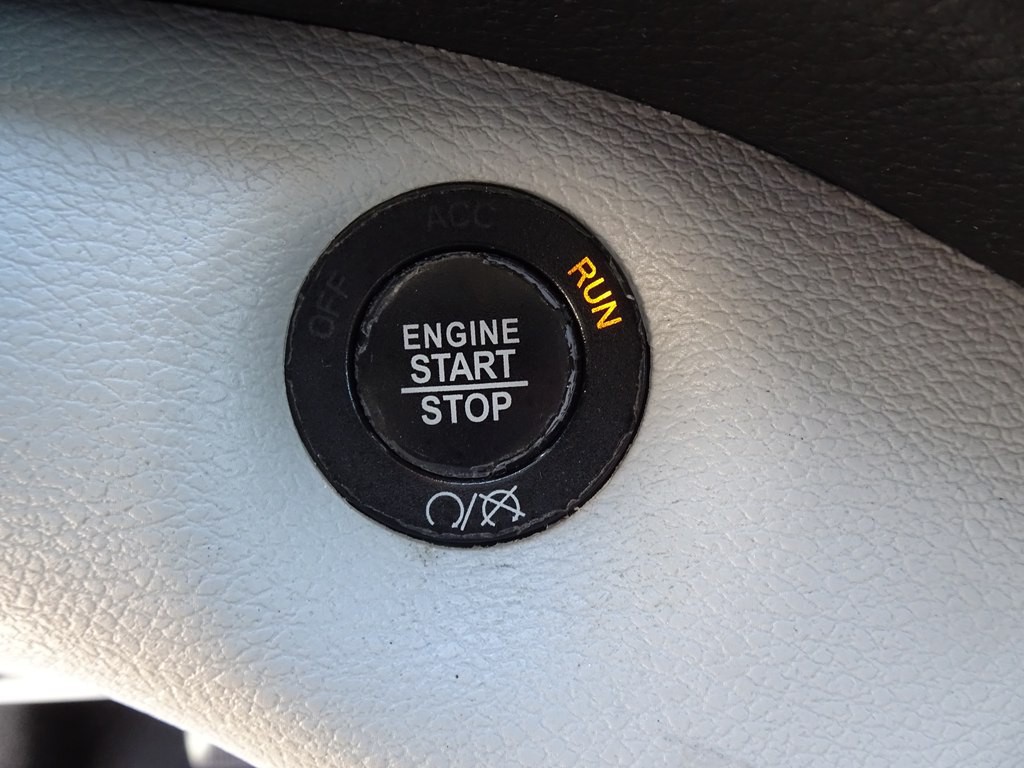 ACC
OFF
RUN
ENGINE
START
STOP